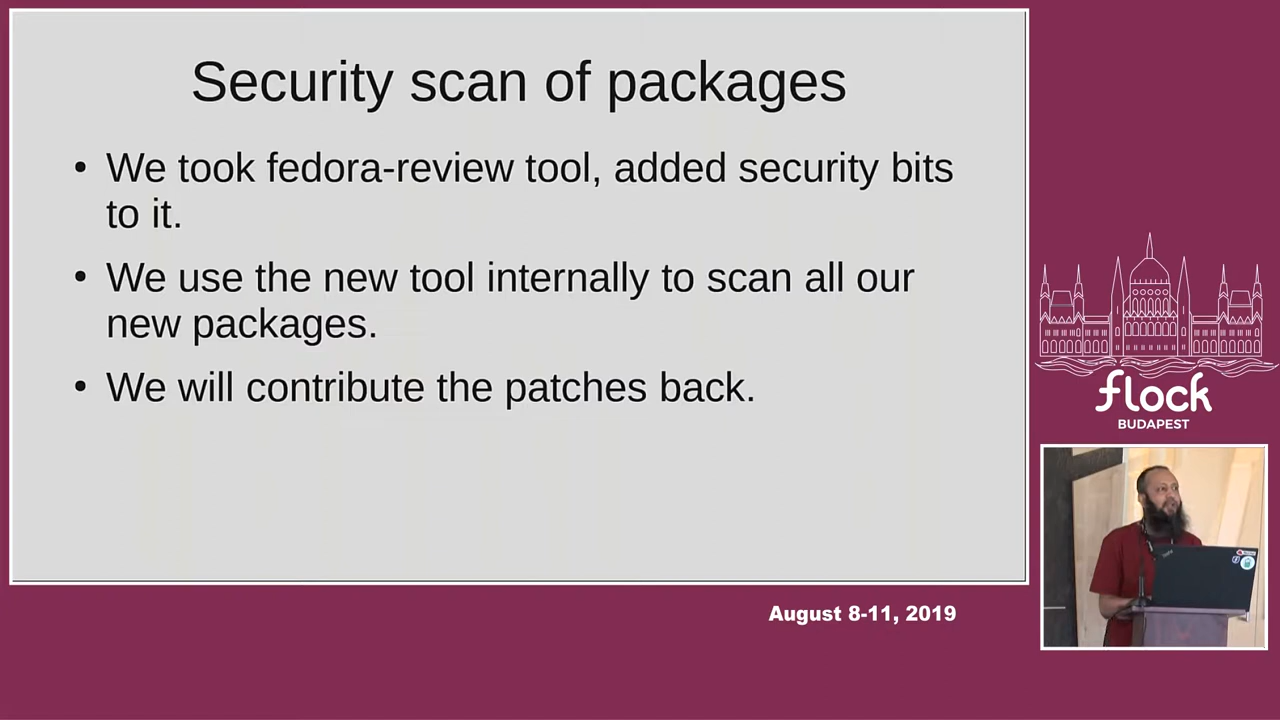 Security scan of packages
• We took fedora-review tool, added security bits
to it.
• We use the new tool internally to scan all our
new packages.
• We will contribute the patches back.
flock
BUDAPEST
August 8-11, 2019